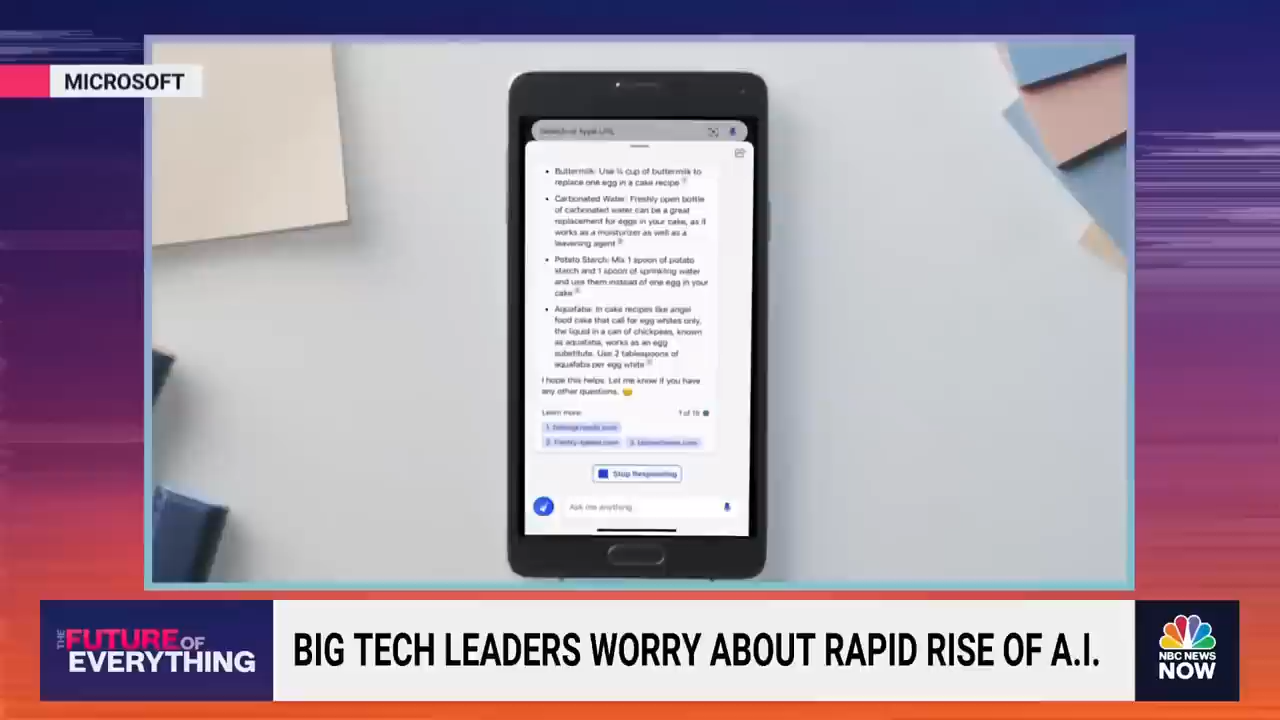 MICROSOFT
Search or type URL
• Buttermilk: Use ¼ cup of buttermilk to
replace one egg in a cake recipe
• Carbonated Water: Freshly open bottle
of carbonated water can be a great
replacement for eggs in your cake, as it
works as a moisturizer as well as a
leavening agent
• Potato Starch: Mix 1 spoon of potato
starch and 1 spoon of sprinkling water
and use them instead of one egg in your
cake
• Aquafaba: In cake recipes like angel
food cake that call for egg whites only,
the liquid in a can of chickpeas, known
as aquafaba, works as an egg
substitute. Use 2 tablespoons of
aquafaba per egg white
I hope this helps. Let me know if you have
any other questions.
Learn more:
Stop Responding
Ask me anything
THE FUTURE OF
EVERYTHING
BIG TECH LEADERS WORRY ABOUT RAPID RISE OF A.I.
NBC NEWS
NOW